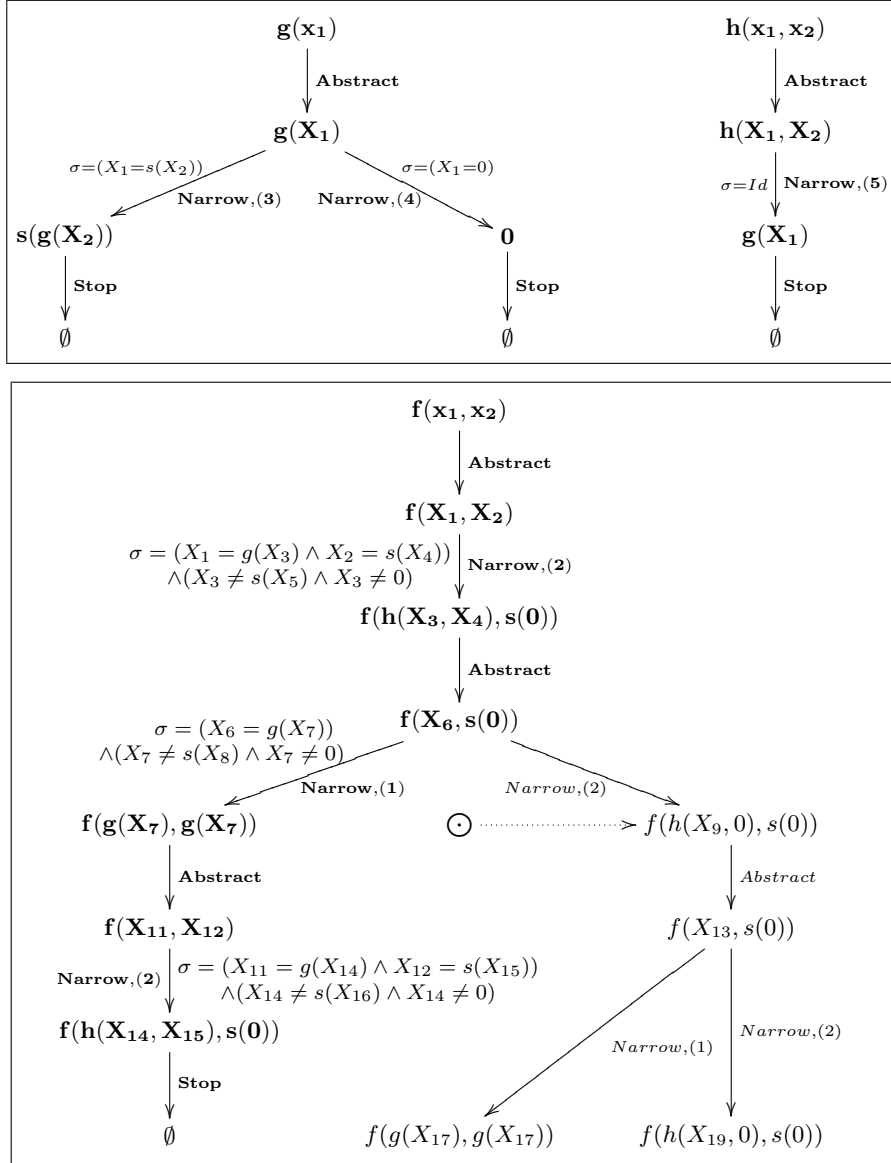 g(x₁) h(x₁, x₂)
Abstract Abstract
g(X₁) h(X₁, X₂)
σ=(X₁=s(X₂)) σ=(X₁=0)
Narrow,(3) Narrow,(4) σ=Id Narrow,(5)
s(g(X₂)) 0 g(X₁)
Stop Stop Stop
∅ ∅ ∅
f(x₁, x₂)
Abstract
f(X₁, X₂)
σ = (X₁ = g(X₃) ∧ X₂ = s(X₄))
∧(X₃ ≠ s(X₅) ∧ X₃ ≠ 0) Narrow,(2)
f(h(X₃, X₄), s(0))
Abstract
f(X₆, s(0))
σ = (X₆ = g(X₇))
∧(X₇ ≠ s(X₈) ∧ X₇ ≠ 0)
Narrow,(1) Narrow,(2)
f(g(X₇), g(X₇)) ⊙ f(h(X₉, 0), s(0))
Abstract Abstract
f(X₁₁, X₁₂) f(X₁₃, s(0))
Narrow,(2) σ = (X₁₁ = g(X₁₄) ∧ X₁₂ = s(X₁₅))
∧(X₁₄ ≠ s(X₁₆) ∧ X₁₄ ≠ 0)
Narrow,(1) Narrow,(2)
f(h(X₁₄, X₁₅), s(0))
Stop
∅ f(g(X₁₇), g(X₁₇)) f(h(X₁₉, 0), s(0))